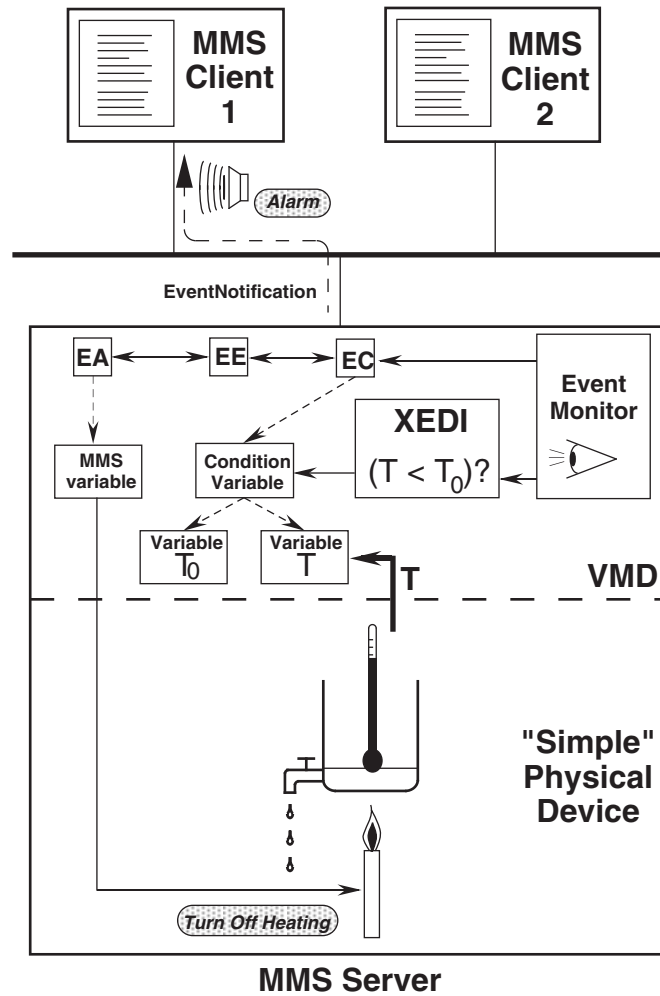 MMS
Client
1
MMS
Client
2
Alarm
EventNotification
EA
EE
EC
Event
Monitor
XEDI
(T < T0)?
MMS
variable
Condition
Variable
Variable
T0
Variable
T
T
VMD
"Simple"
Physical
Device
Turn Off Heating
MMS Server